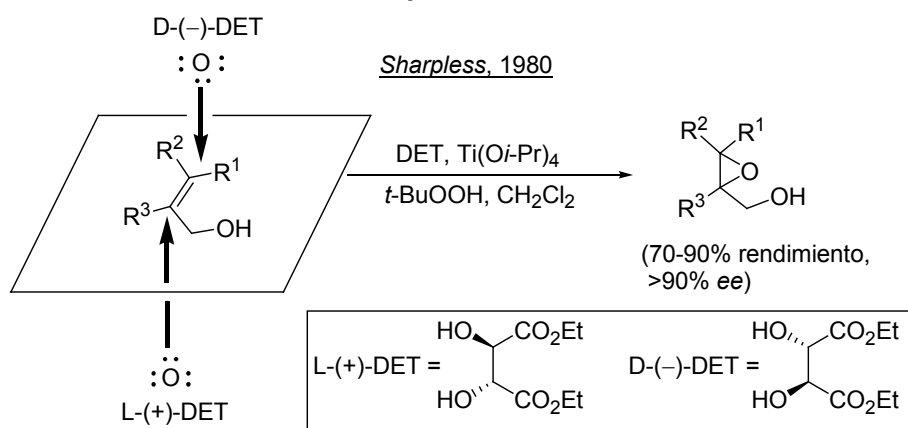 D-(−)-DET
:O:
Sharpless, 1980
R² R¹
R³ OH
DET, Ti(Oi-Pr)₄
t-BuOOH, CH₂Cl₂
R² R¹
O
R³ OH
(70-90% rendimiento,
>90% ee)
:O:
L-(+)-DET
L-(+)-DET =
HO CO₂Et
HO CO₂Et
D-(−)-DET =
HO CO₂Et
HO CO₂Et